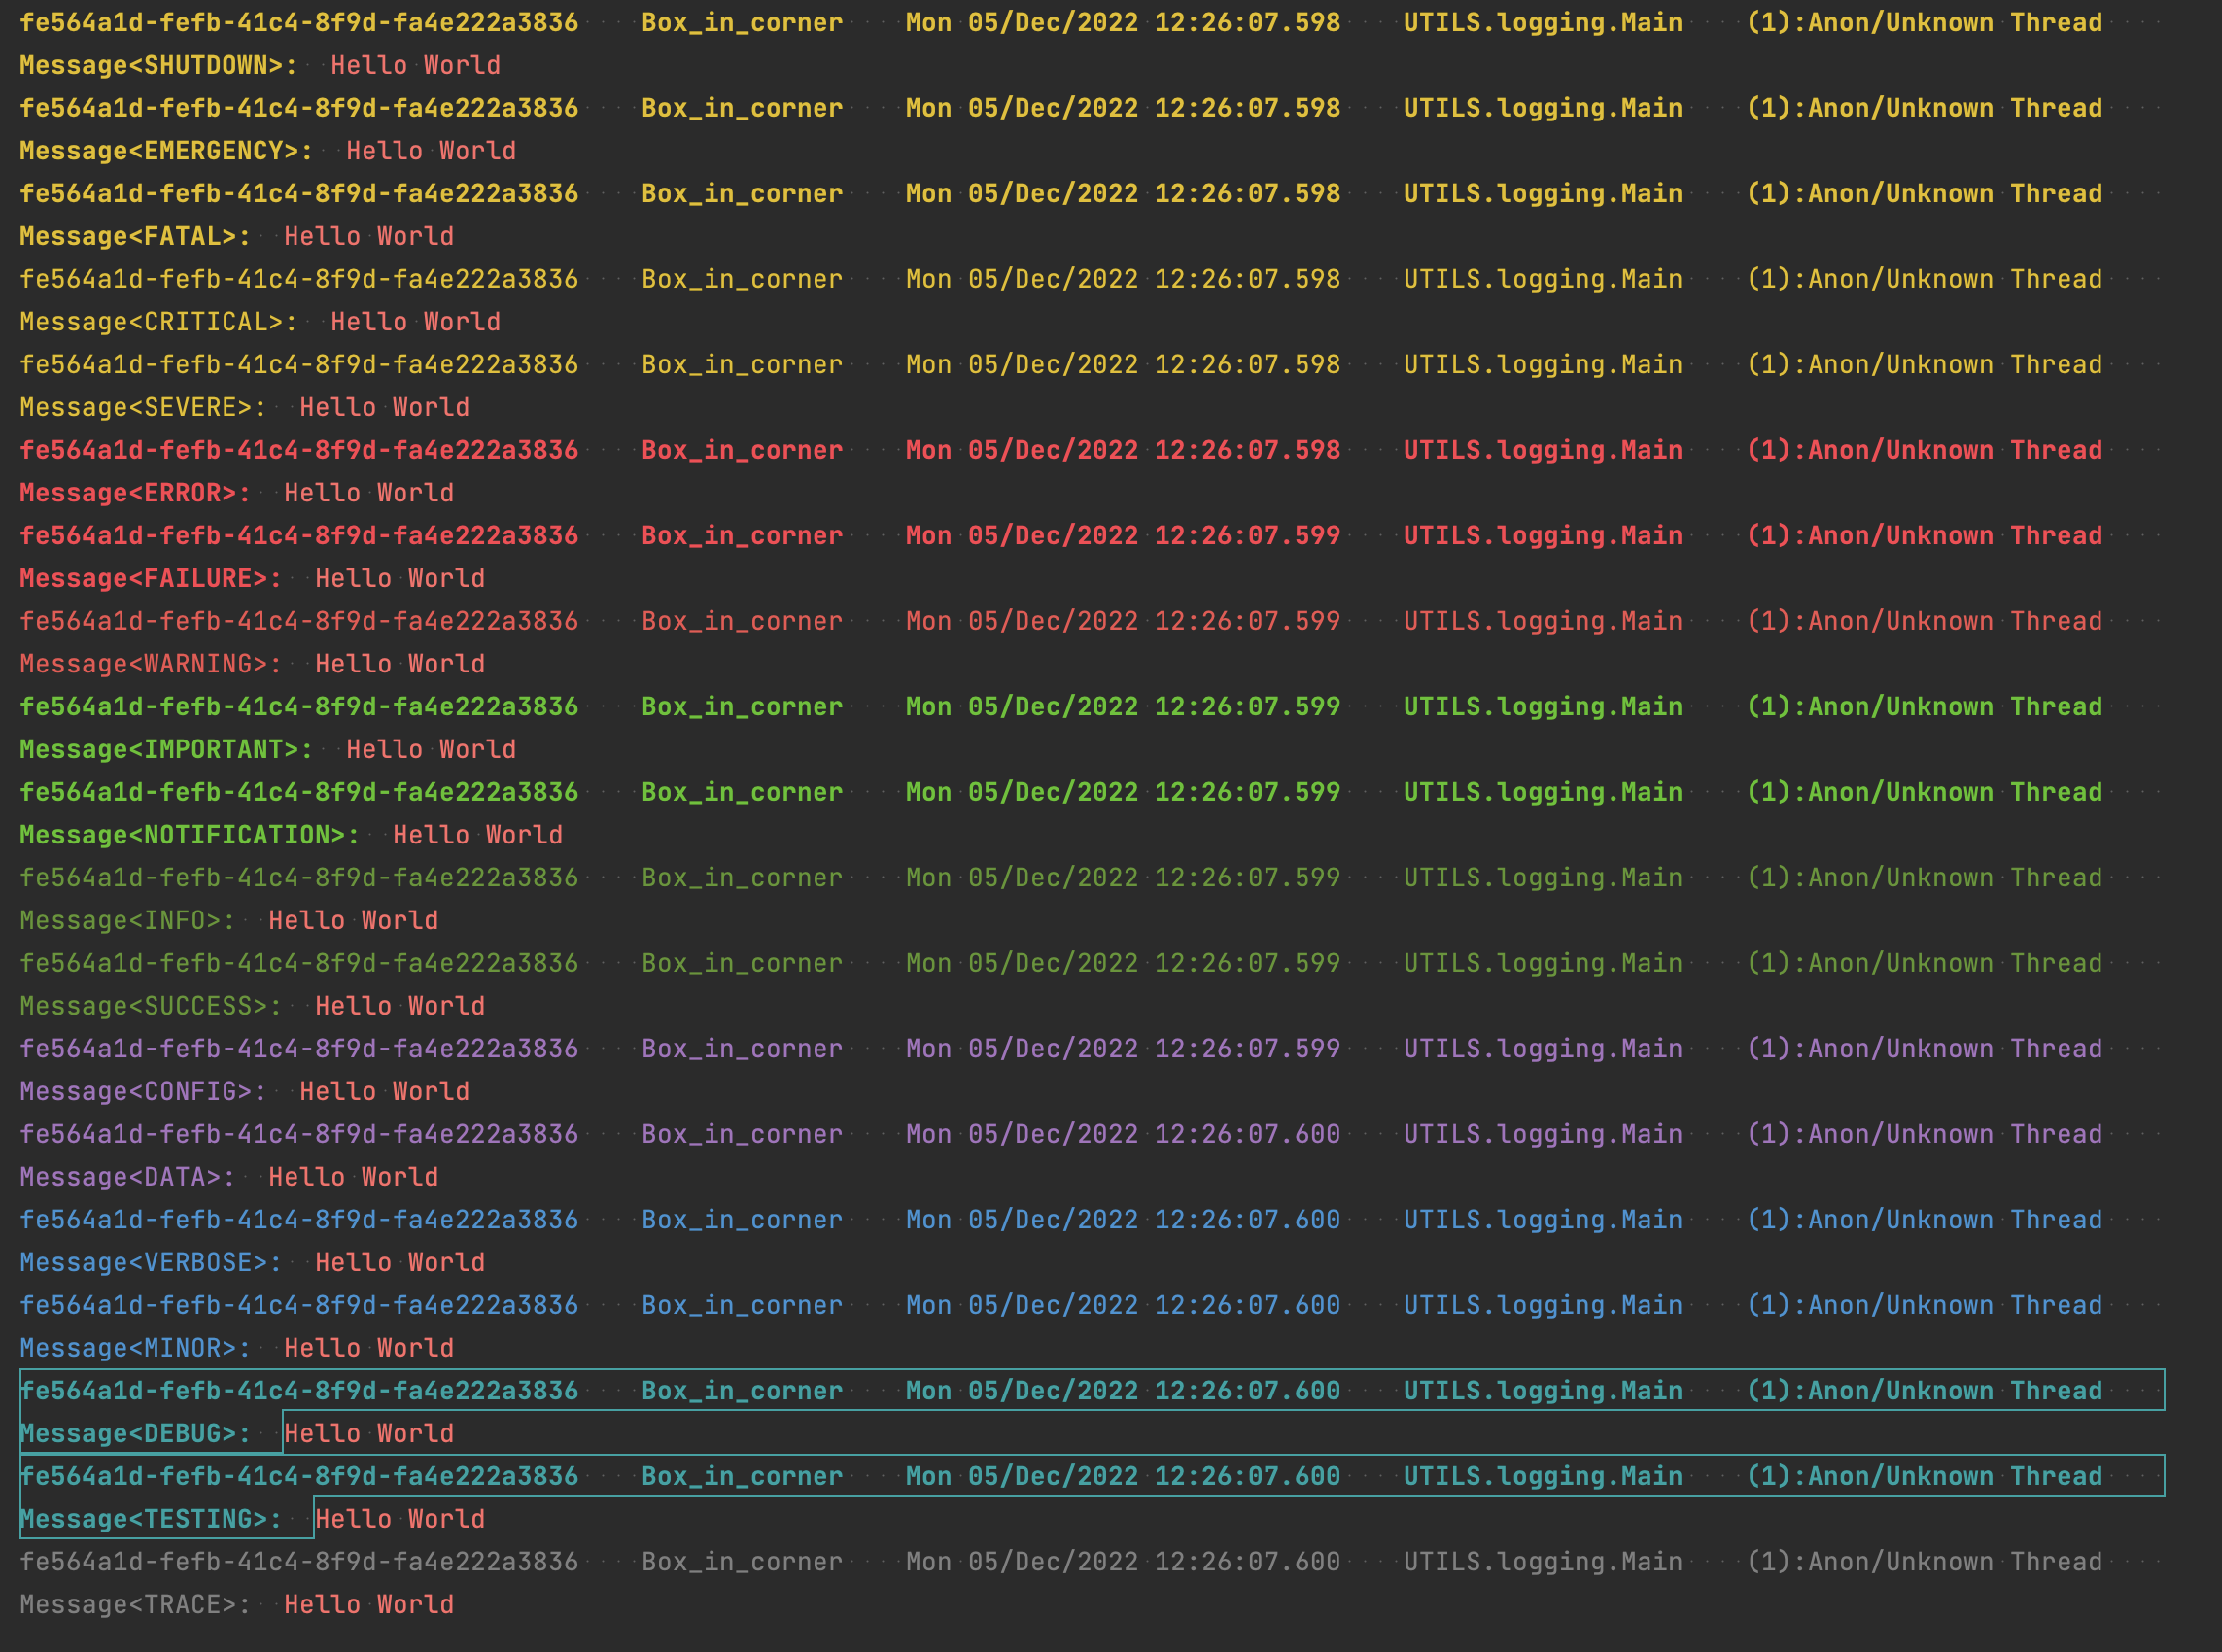 fe564a1d-fefb-41c4-8f9d-fa4e222a3836    Box_in_corner    Mon 05/Dec/2022 12:26:07.598    UTILS.logging.Main    (1):Anon/Unknown Thread
Message<SHUTDOWN>:  Hello World
fe564a1d-fefb-41c4-8f9d-fa4e222a3836    Box_in_corner    Mon 05/Dec/2022 12:26:07.598    UTILS.logging.Main    (1):Anon/Unknown Thread
Message<EMERGENCY>:  Hello World
fe564a1d-fefb-41c4-8f9d-fa4e222a3836    Box_in_corner    Mon 05/Dec/2022 12:26:07.598    UTILS.logging.Main    (1):Anon/Unknown Thread
Message<FATAL>:  Hello World
fe564a1d-fefb-41c4-8f9d-fa4e222a3836    Box_in_corner    Mon 05/Dec/2022 12:26:07.598    UTILS.logging.Main    (1):Anon/Unknown Thread
Message<CRITICAL>:  Hello World
fe564a1d-fefb-41c4-8f9d-fa4e222a3836    Box_in_corner    Mon 05/Dec/2022 12:26:07.598    UTILS.logging.Main    (1):Anon/Unknown Thread
Message<SEVERE>:  Hello World
fe564a1d-fefb-41c4-8f9d-fa4e222a3836    Box_in_corner    Mon 05/Dec/2022 12:26:07.598    UTILS.logging.Main    (1):Anon/Unknown Thread
Message<ERROR>:  Hello World
fe564a1d-fefb-41c4-8f9d-fa4e222a3836    Box_in_corner    Mon 05/Dec/2022 12:26:07.599    UTILS.logging.Main    (1):Anon/Unknown Thread
Message<FAILURE>:  Hello World
fe564a1d-fefb-41c4-8f9d-fa4e222a3836    Box_in_corner    Mon 05/Dec/2022 12:26:07.599    UTILS.logging.Main    (1):Anon/Unknown Thread
Message<WARNING>:  Hello World
fe564a1d-fefb-41c4-8f9d-fa4e222a3836    Box_in_corner    Mon 05/Dec/2022 12:26:07.599    UTILS.logging.Main    (1):Anon/Unknown Thread
Message<IMPORTANT>:  Hello World
fe564a1d-fefb-41c4-8f9d-fa4e222a3836    Box_in_corner    Mon 05/Dec/2022 12:26:07.599    UTILS.logging.Main    (1):Anon/Unknown Thread
Message<NOTIFICATION>:  Hello World
fe564a1d-fefb-41c4-8f9d-fa4e222a3836    Box_in_corner    Mon 05/Dec/2022 12:26:07.599    UTILS.logging.Main    (1):Anon/Unknown Thread
Message<INFO>:  Hello World
fe564a1d-fefb-41c4-8f9d-fa4e222a3836    Box_in_corner    Mon 05/Dec/2022 12:26:07.599    UTILS.logging.Main    (1):Anon/Unknown Thread
Message<SUCCESS>:  Hello World
fe564a1d-fefb-41c4-8f9d-fa4e222a3836    Box_in_corner    Mon 05/Dec/2022 12:26:07.599    UTILS.logging.Main    (1):Anon/Unknown Thread
Message<CONFIG>:  Hello World
fe564a1d-fefb-41c4-8f9d-fa4e222a3836    Box_in_corner    Mon 05/Dec/2022 12:26:07.600    UTILS.logging.Main    (1):Anon/Unknown Thread
Message<DATA>:  Hello World
fe564a1d-fefb-41c4-8f9d-fa4e222a3836    Box_in_corner    Mon 05/Dec/2022 12:26:07.600    UTILS.logging.Main    (1):Anon/Unknown Thread
Message<VERBOSE>:  Hello World
fe564a1d-fefb-41c4-8f9d-fa4e222a3836    Box_in_corner    Mon 05/Dec/2022 12:26:07.600    UTILS.logging.Main    (1):Anon/Unknown Thread
Message<MINOR>:  Hello World
fe564a1d-fefb-41c4-8f9d-fa4e222a3836    Box_in_corner    Mon 05/Dec/2022 12:26:07.600    UTILS.logging.Main    (1):Anon/Unknown Thread
Message<DEBUG>:  Hello World
fe564a1d-fefb-41c4-8f9d-fa4e222a3836    Box_in_corner    Mon 05/Dec/2022 12:26:07.600    UTILS.logging.Main    (1):Anon/Unknown Thread
Message<TESTING>:  Hello World
fe564a1d-fefb-41c4-8f9d-fa4e222a3836    Box_in_corner    Mon 05/Dec/2022 12:26:07.600    UTILS.logging.Main    (1):Anon/Unknown Thread
Message<TRACE>:  Hello World